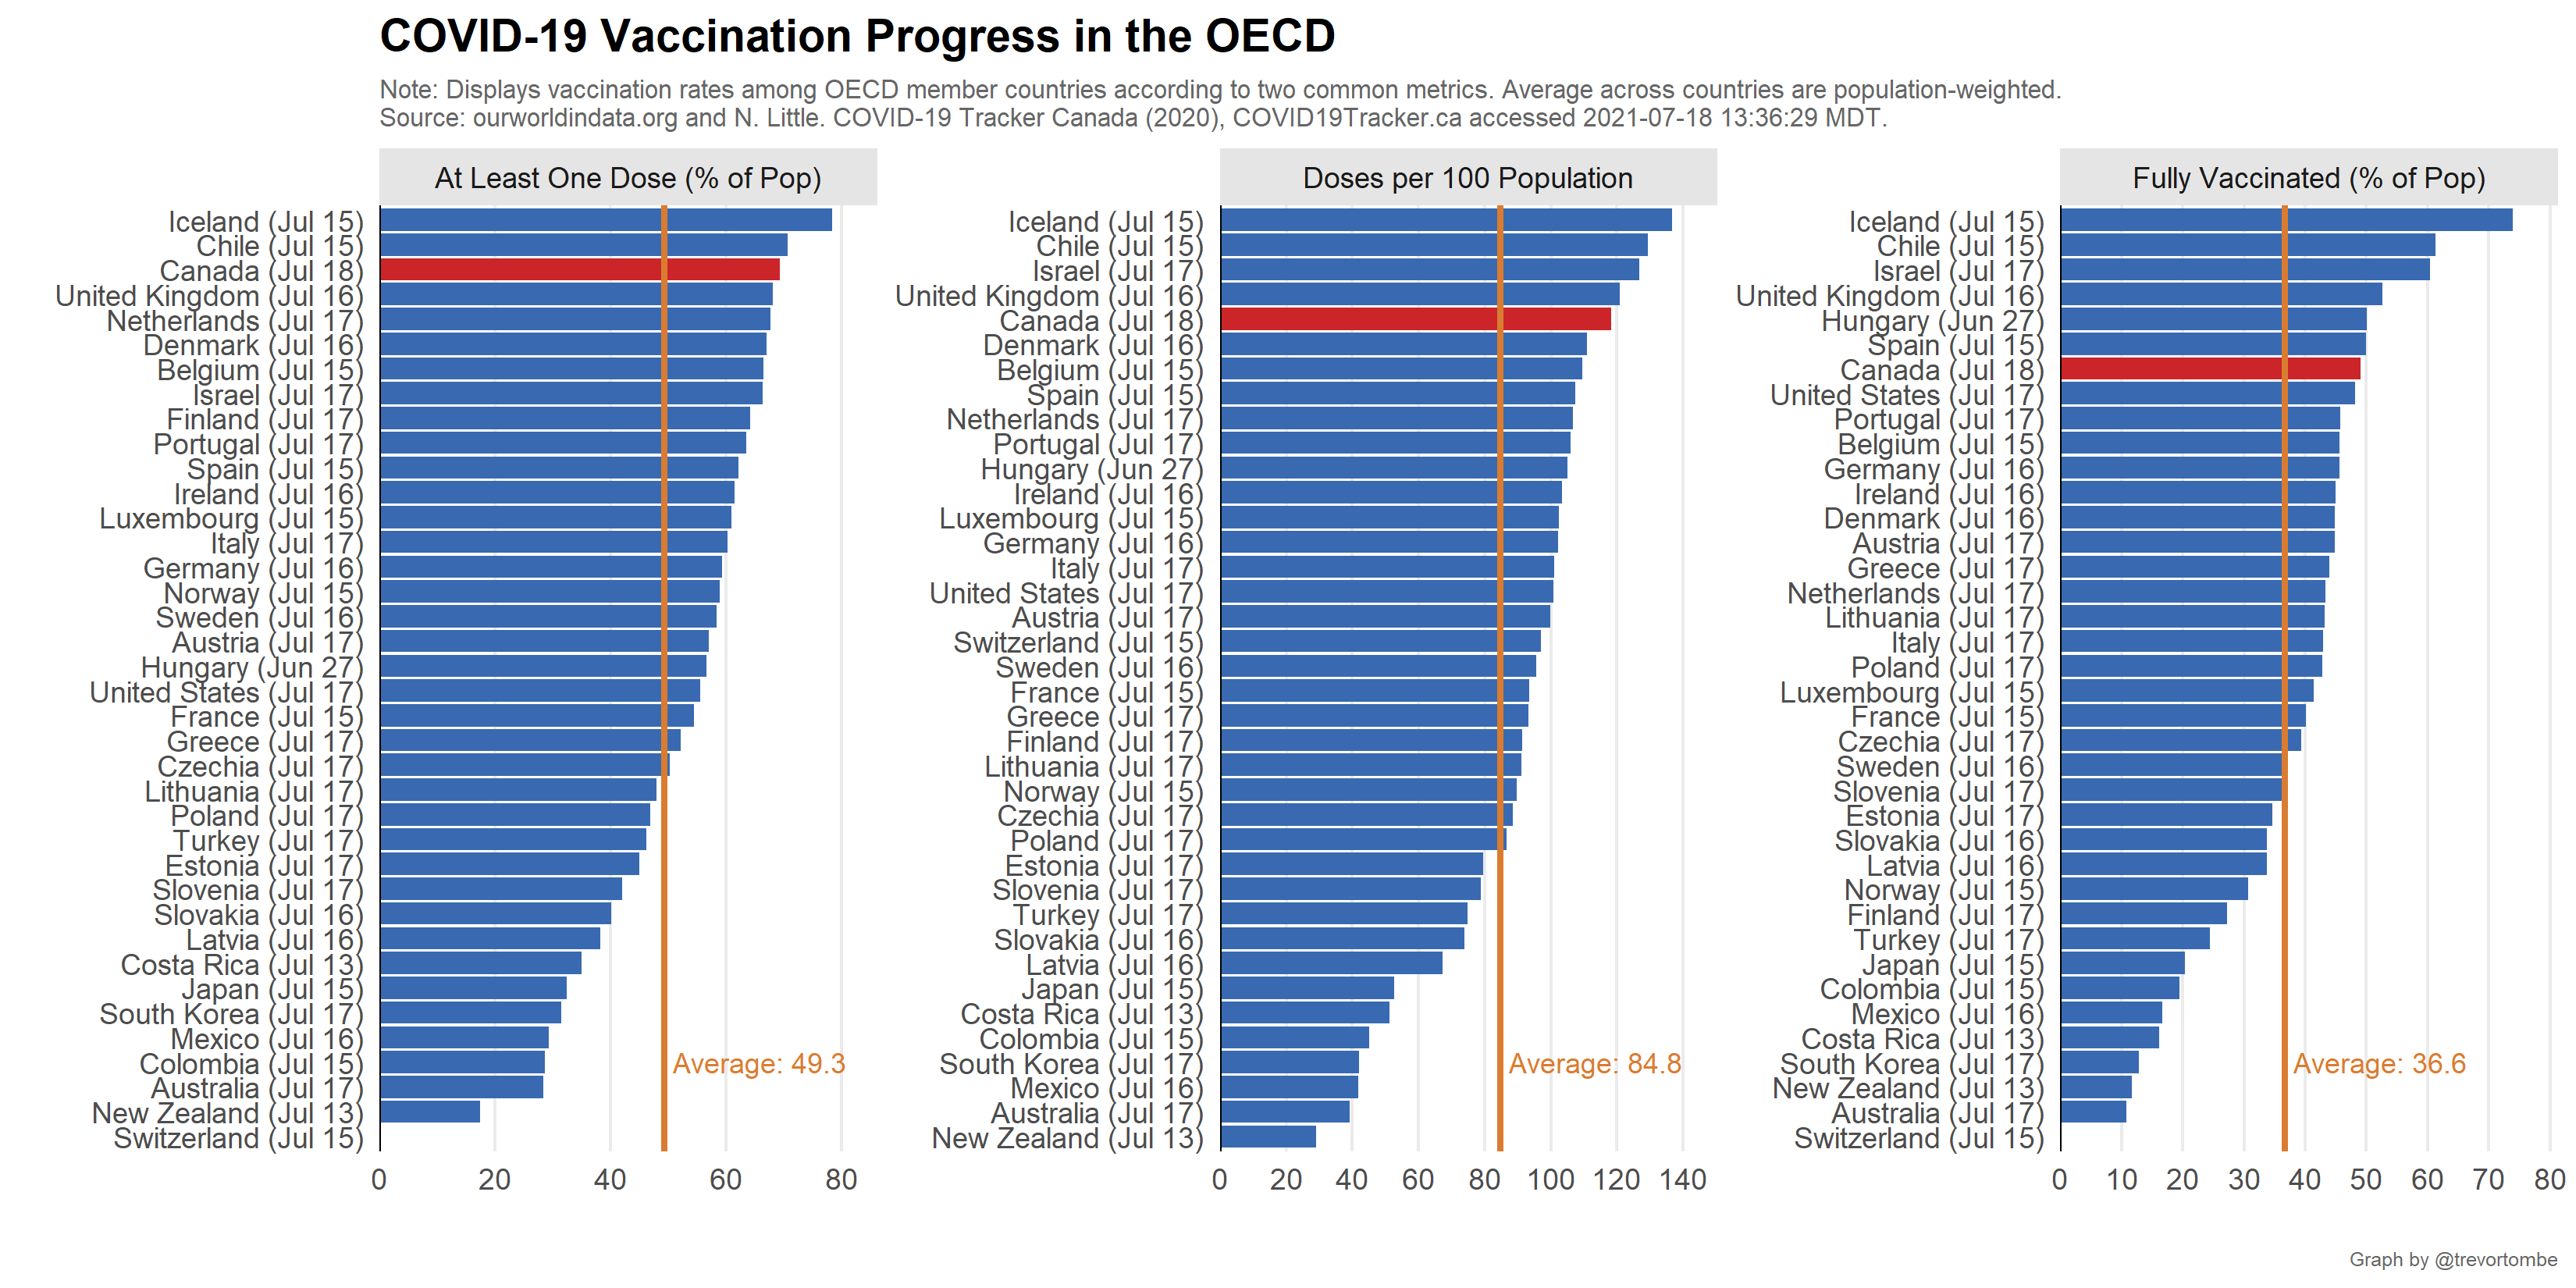 COVID-19 Vaccination Progress in the OECD
Note: Displays vaccination rates among OECD member countries according to two common metrics. Average across countries are population-weighted.
Source: ourworldindata.org and N. Little. COVID-19 Tracker Canada (2020), COVID19Tracker.ca accessed 2021-07-18 13:36:29 MDT.
At Least One Dose (% of Pop)
Iceland (Jul 15)
Chile (Jul 15)
Canada (Jul 18)
United Kingdom (Jul 16)
Netherlands (Jul 17)
Denmark (Jul 16)
Belgium (Jul 15)
Israel (Jul 17)
Finland (Jul 17)
Portugal (Jul 17)
Spain (Jul 15)
Ireland (Jul 16)
Luxembourg (Jul 15)
Italy (Jul 17)
Germany (Jul 16)
Norway (Jul 15)
Sweden (Jul 16)
Austria (Jul 17)
Hungary (Jun 27)
United States (Jul 17)
France (Jul 15)
Greece (Jul 17)
Czechia (Jul 17)
Lithuania (Jul 17)
Poland (Jul 17)
Turkey (Jul 17)
Estonia (Jul 17)
Slovenia (Jul 17)
Slovakia (Jul 16)
Latvia (Jul 16)
Costa Rica (Jul 13)
Japan (Jul 15)
South Korea (Jul 17)
Mexico (Jul 16)
Colombia (Jul 15)
Australia (Jul 17)
New Zealand (Jul 13)
Switzerland (Jul 15)
Average: 49.3
0 20 40 60 80
Doses per 100 Population
Iceland (Jul 15)
Chile (Jul 15)
Israel (Jul 17)
United Kingdom (Jul 16)
Canada (Jul 18)
Denmark (Jul 16)
Belgium (Jul 15)
Spain (Jul 15)
Netherlands (Jul 17)
Portugal (Jul 17)
Hungary (Jun 27)
Ireland (Jul 16)
Luxembourg (Jul 15)
Germany (Jul 16)
Italy (Jul 17)
United States (Jul 17)
Austria (Jul 17)
Switzerland (Jul 15)
Sweden (Jul 16)
France (Jul 15)
Greece (Jul 17)
Finland (Jul 17)
Lithuania (Jul 17)
Norway (Jul 15)
Czechia (Jul 17)
Poland (Jul 17)
Estonia (Jul 17)
Slovenia (Jul 17)
Turkey (Jul 17)
Slovakia (Jul 16)
Latvia (Jul 16)
Japan (Jul 15)
Costa Rica (Jul 13)
Colombia (Jul 15)
South Korea (Jul 17)
Mexico (Jul 16)
Australia (Jul 17)
New Zealand (Jul 13)
Average: 84.8
0 20 40 60 80 100 120 140
Fully Vaccinated (% of Pop)
Iceland (Jul 15)
Chile (Jul 15)
Israel (Jul 17)
United Kingdom (Jul 16)
Hungary (Jun 27)
Spain (Jul 15)
Canada (Jul 18)
United States (Jul 17)
Portugal (Jul 17)
Belgium (Jul 15)
Germany (Jul 16)
Ireland (Jul 16)
Denmark (Jul 16)
Austria (Jul 17)
Greece (Jul 17)
Netherlands (Jul 17)
Lithuania (Jul 17)
Italy (Jul 17)
Poland (Jul 17)
Luxembourg (Jul 15)
France (Jul 15)
Czechia (Jul 17)
Sweden (Jul 16)
Slovenia (Jul 17)
Estonia (Jul 17)
Slovakia (Jul 16)
Latvia (Jul 16)
Norway (Jul 15)
Finland (Jul 17)
Turkey (Jul 17)
Japan (Jul 15)
Colombia (Jul 15)
Mexico (Jul 16)
Costa Rica (Jul 13)
South Korea (Jul 17)
New Zealand (Jul 13)
Australia (Jul 17)
Switzerland (Jul 15)
Average: 36.6
0 10 20 30 40 50 60 70 80
Graph by @trevortombe